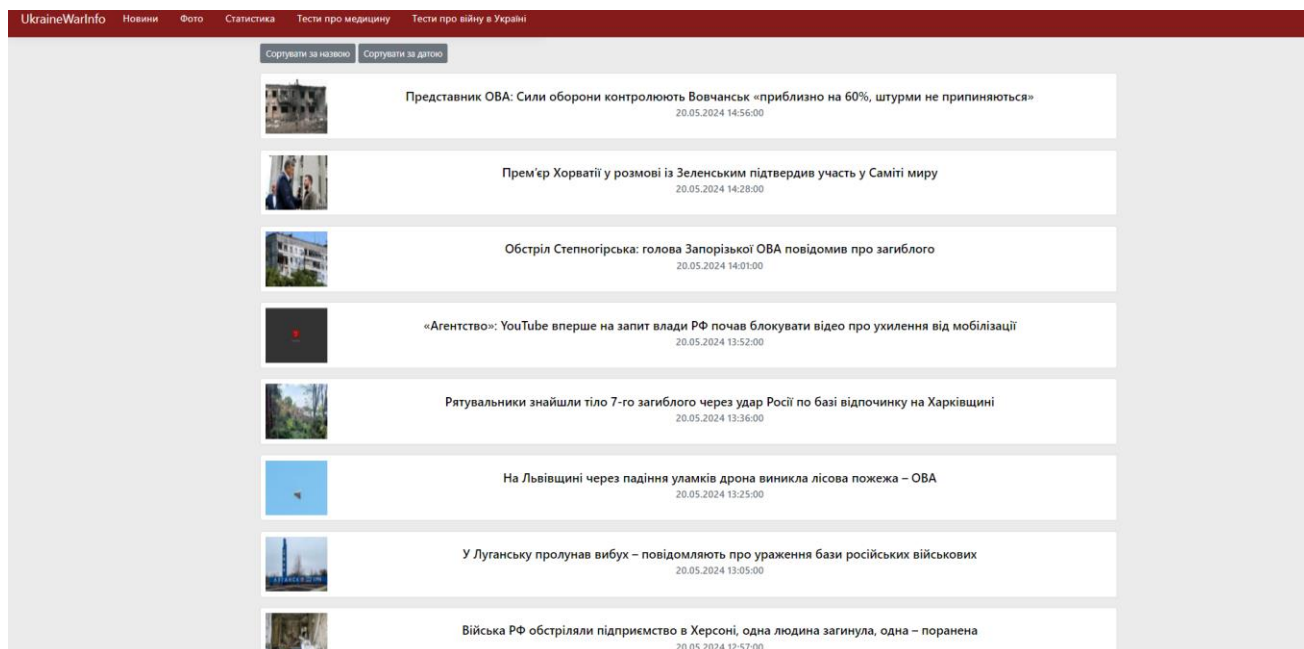 UkraineWarInfo Новини Фото Статистика Тести про медицину Тести про війну в Україні
Сортувати за назвою Сортувати за датою
Представник ОВА: Сили оборони контролюють Вовчанськ «приблизно на 60%, штурми не припиняються»
20.05.2024 14:56:00
Прем’єр Хорватії у розмові із Зеленським підтвердив участь у Саміті миру
20.05.2024 14:28:00
Обстріл Степногірська: голова Запорізької ОВА повідомив про загиблого
20.05.2024 14:01:00
«Агентство»: YouTube вперше на запит влади РФ почав блокувати відео про ухилення від мобілізації
20.05.2024 13:52:00
Рятувальники знайшли тіло 7-го загиблого через удар Росії по базі відпочинку на Харківщині
20.05.2024 13:36:00
На Львівщині через падіння уламків дрона виникла лісова пожежа – ОВА
20.05.2024 13:25:00
У Луганську пролунав вибух – повідомляють про ураження бази російських військових
20.05.2024 13:05:00
Війська РФ обстріляли підприємство в Херсоні, одна людина загинула, одна – поранена
20.05.2024 12:57:00